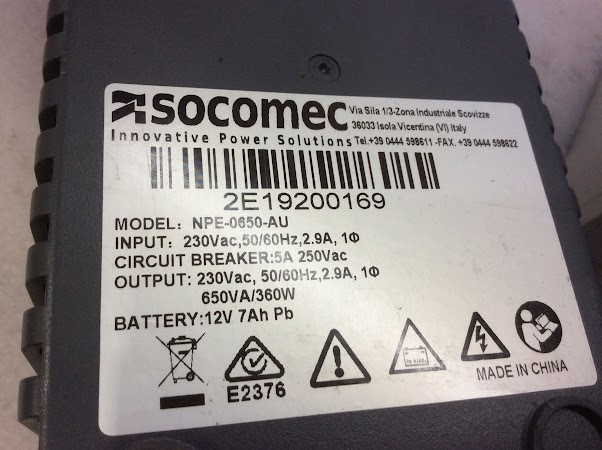 socomec
Innovative Power Solutions
Via Sila 1/3-Zona Industriale Scovizze
36033 Isola Vicentina (VI) Italy
Tel.+39 0444 598611 -FAX. +39 0444 598622
2E19200169
MODEL: NPE-0650-AU
INPUT: 230Vac,50/60Hz,2.9A, 1Φ
CIRCUIT BREAKER:5A 250Vac
OUTPUT: 230Vac, 50/60Hz,2.9A, 1Φ
650VA/360W
BATTERY:12V 7Ah Pb
E2376
MADE IN CHINA